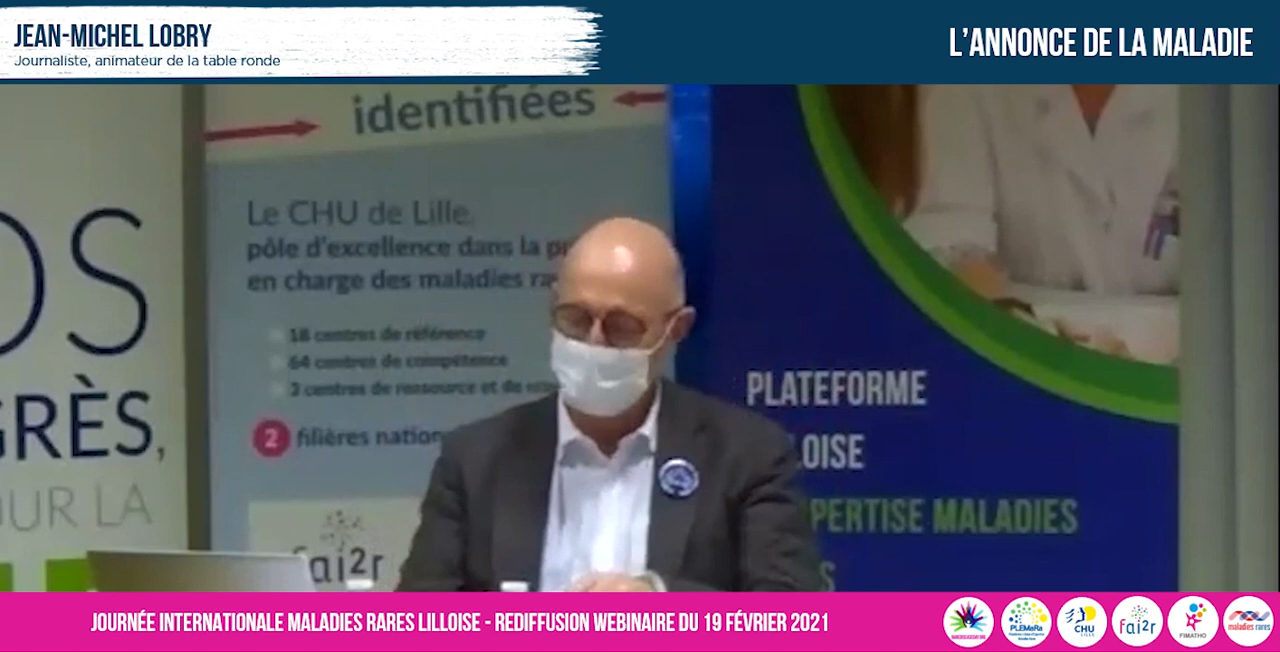 JEAN-MICHEL LOBRY
Journaliste, animateur de la table ronde
L'ANNONCE DE LA MALADIE
identifiées
Le CHU de Lille,
pôle d'excellence dans la
en charge des maladies
18 centres de référence
64 centres de compétence
centres de ressource et de
2 filières
GRÈS,
OUR LA
fai2r
PLATEFORME
LOISE
PERTISE MALADIES
JOURNÉE INTERNATIONALE MALADIES RARES LILLOISE - REDIFFUSION WEBINAIRE DU 19 FÉVRIER 2021
PLEMaRa
CHU
LILLE
fai2r
FIMATHO
maladies rares